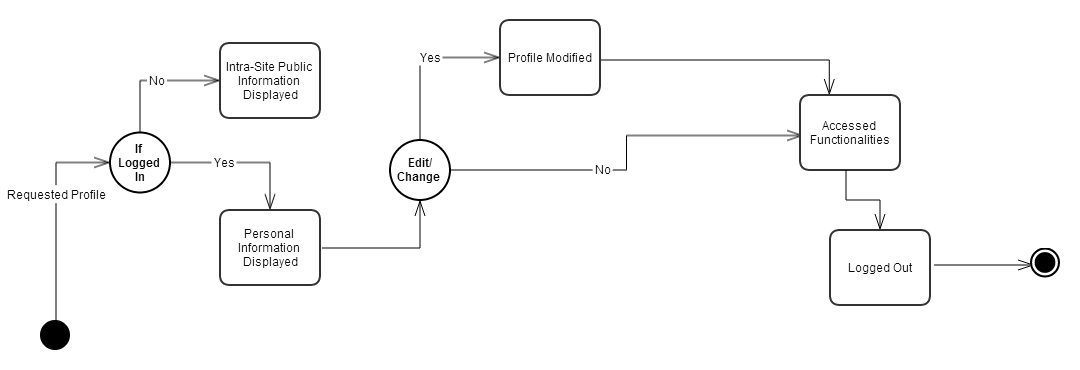 Requested Profile
If
Logged
In
No
Intra-Site Public
Information
Displayed
Yes
Personal
Information
Displayed
Edit/
Change
Yes
Profile Modified
No
Accessed
Functionalities
Logged Out